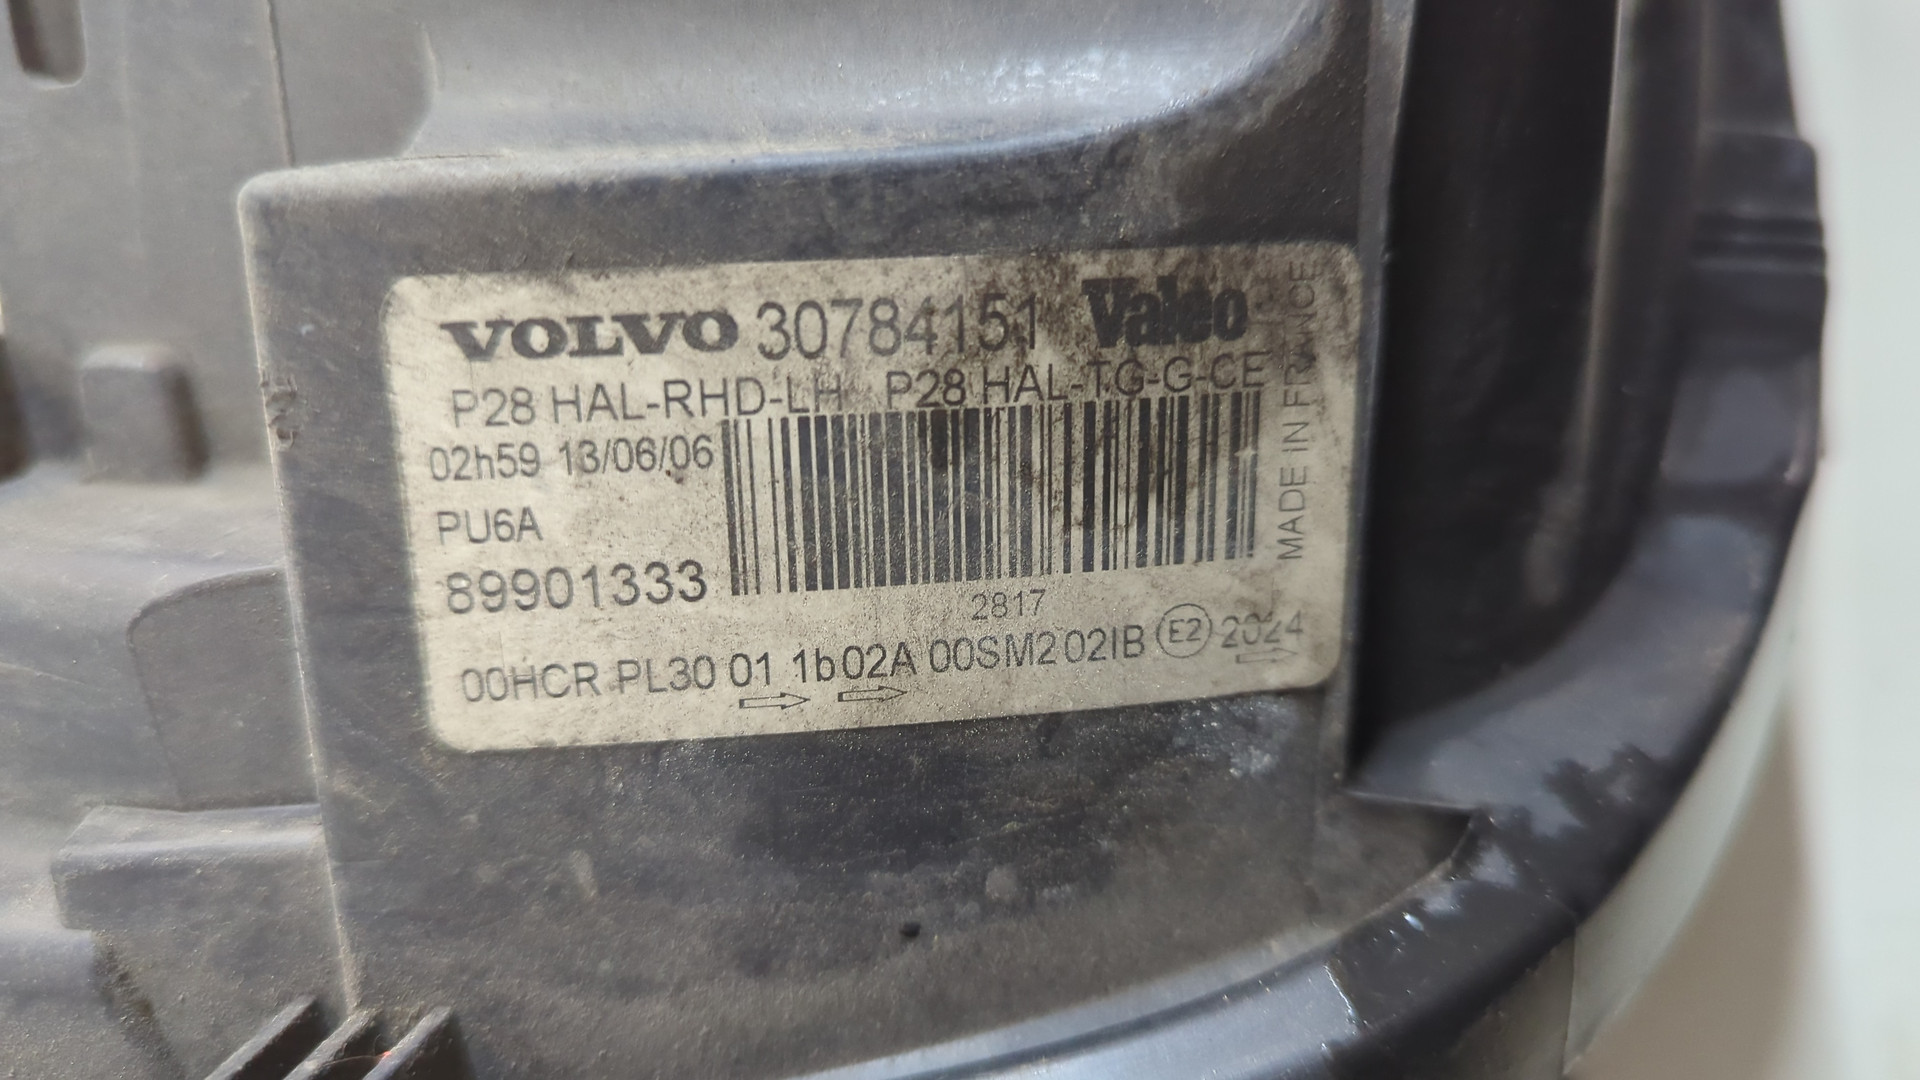 VOLVO 30784151 Valeo
P28 HAL-RHD-LH P28 HAL-TG-G-CE
02h59 13/06/06
PU6A
89901333
2817
00HCR PL30 01 1b02A 00SM2 02IB E2 2024
MADE IN FRANCE